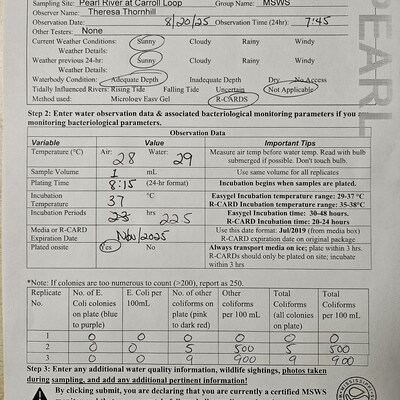 Sampling Site: Pearl River at Carroll Loop Group Name: MSWS
Observer Name: Theresa Thornhill
Observation Date: 8/20/25 Observation Time (24hr): 7:45
Other Testers: None
Current Weather Conditions: Sunny Cloudy Rainy Windy
Weather Details:
Weather previous 24-hr: Sunny Cloudy Rainy Windy
Weather Details:
Waterbody Condition: Adequate Depth Inadequate Depth Dry No Access
Tidally Influenced Rivers: Rising Tide Falling Tide Uncertain Not Applicable
Method used: Micrology Easy Gel R-CARDS
PEARL
Step 2: Enter water observation data & associated bacteriological monitoring parameters if you are
monitoring bacteriological parameters.
Observation Data
Variable Value Important Tips
Temperature (°C) Air: 28 Water: 29 Measure air temp before water temp. Read with bulb
submerged if possible. Don't touch bulb.
Sample Volume 1 mL Use same volume for all replicates
Plating Time 8:15 (24-hr format) Incubation begins when samples are plated.
Incubation
Temperature 37 °C Easygel Incubation temperature range: 29-37 °C
R-CARD Incubation temperature range: 35-38°C
Incubation Periods hrs 22.5 Easygel Incubation time: 30-48 hours.
R-CARD Incubation time: 20-24 hours
Media or R-CARD
Expiration Date Nov/2025 Use this date format: Jul/2019 (from media box)
R-CARD expiration date on original package
Plated onsite Yes No Always transport media on ice; plate within 3 hrs.
R-CARDs should only be plated on site; incubate
within 3 hrs
*Note: If colonies are too numerous to count (>200), report as 250.
Replicate No. No. of E. Coli colonies on plate (blue to purple) E. Coli per 100mL No. of other coliforms on plate (pink to dark red) Other coliforms per 100 mL Total Coliforms (all colonies on plate) Total Coliforms per 100 mL
1 0 0 0 0 0 0
2 0 0 5 500 5 500
3 0 0 9 900 9 900
Step 3: Enter any additional water quality information, wildlife sightings, photos taken
during sampling, and add any additional pertinent information!
By clicking submit, you are declaring that you are currently a certified MSWS